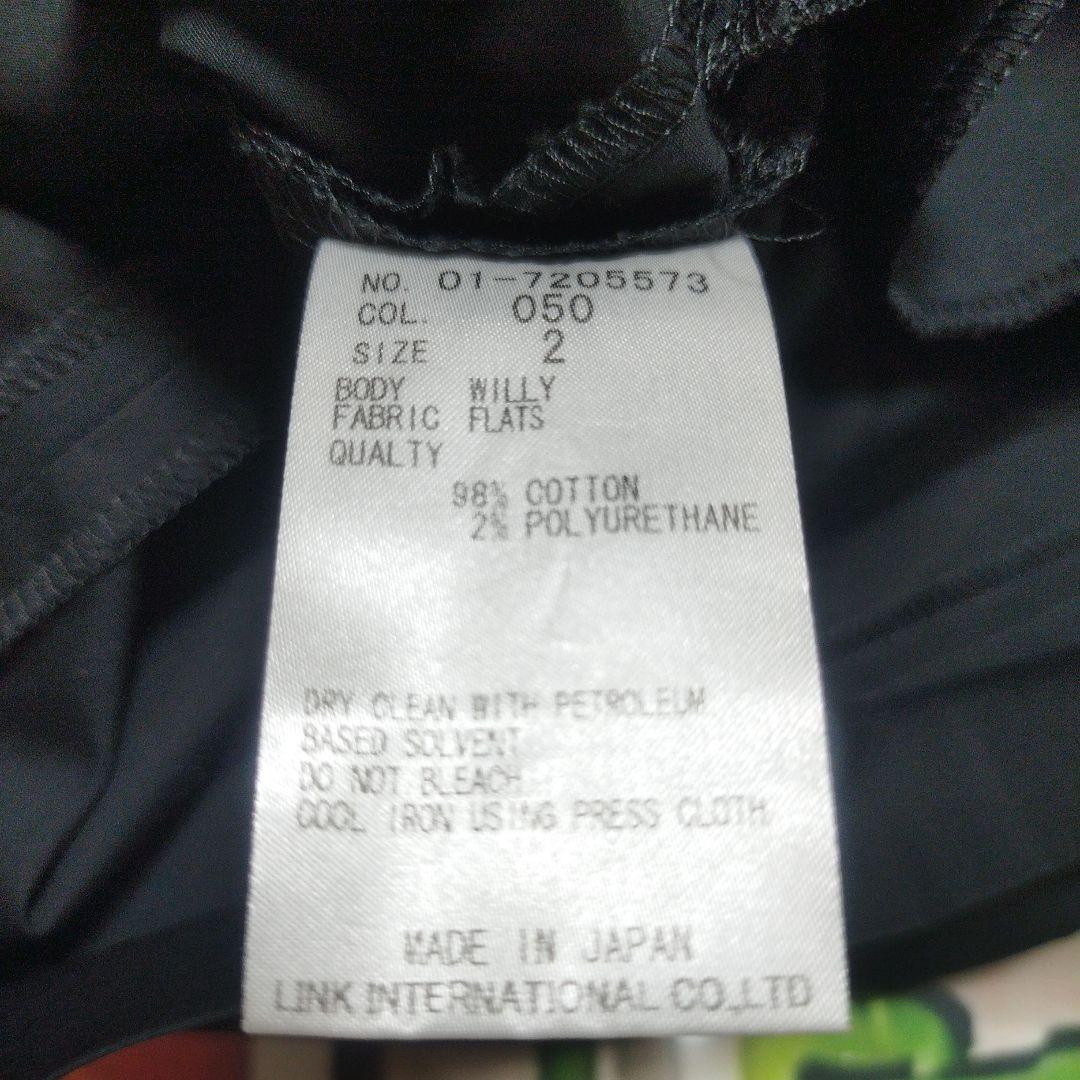 NO. 01-7205573
COL. 050
SIZE 2
BODY WILLY
FABRIC FLATS
QUALTY
98% COTTON
2% POLYURETHANE
DRY CLEAN WITH PETROLEUM
BASED SOLVENT
DO NOT BLEACH
COOL IRON USING PRESS CLOTH
MADE IN JAPAN
LINK INTERNATIONAL CO.,LTD